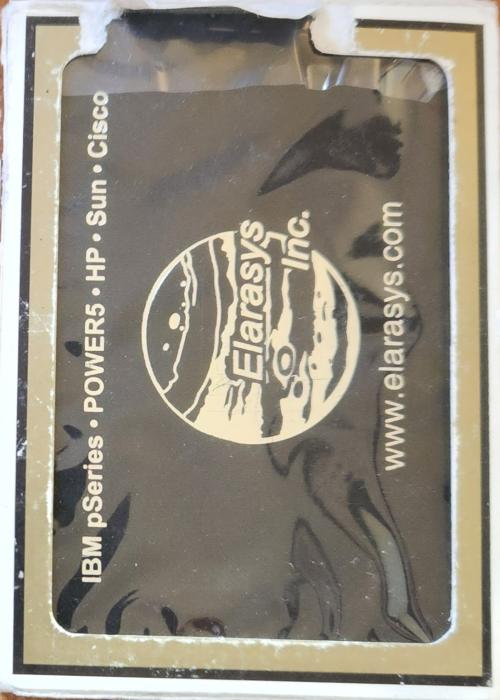 IBM pSeries • POWER5 • HP • Sun • Cisco
Elarasys
Inc.
www.elarasys.com